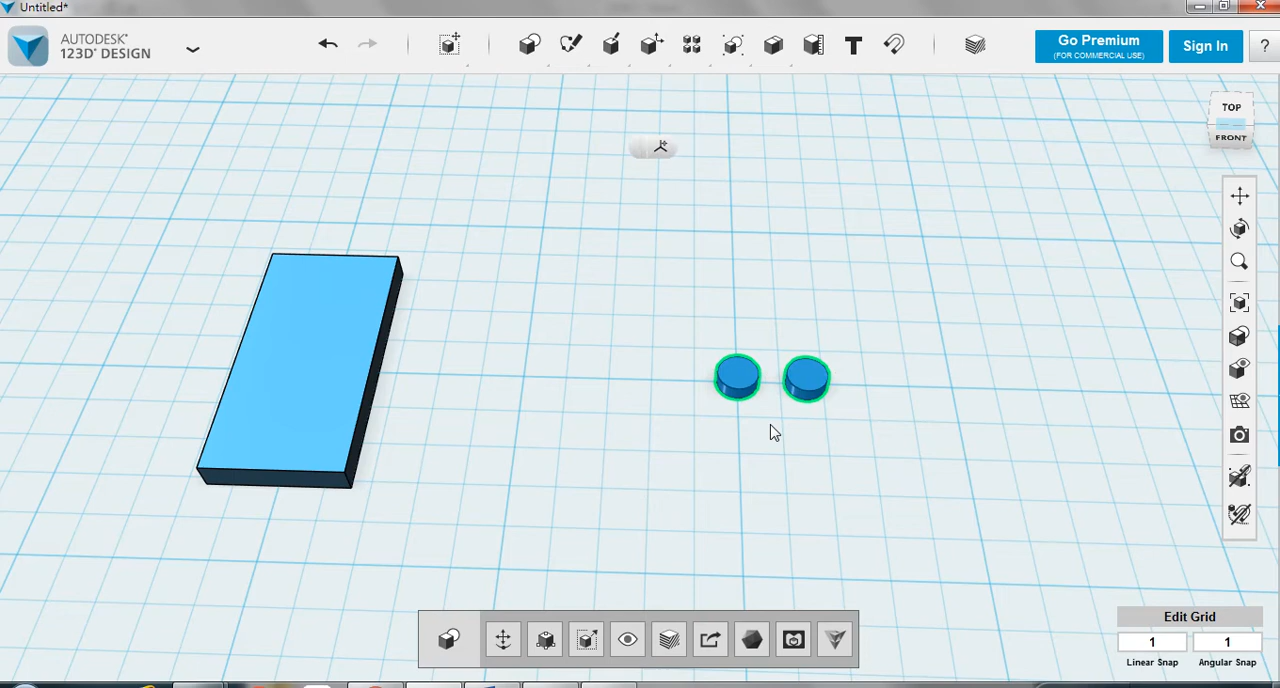 Untitled*
AUTODESK®
123D® DESIGN
Go Premium
(FOR COMMERCIAL USE)
Sign In
?
TOP
FRONT
Edit Grid
1 1
Linear Snap Angular Snap